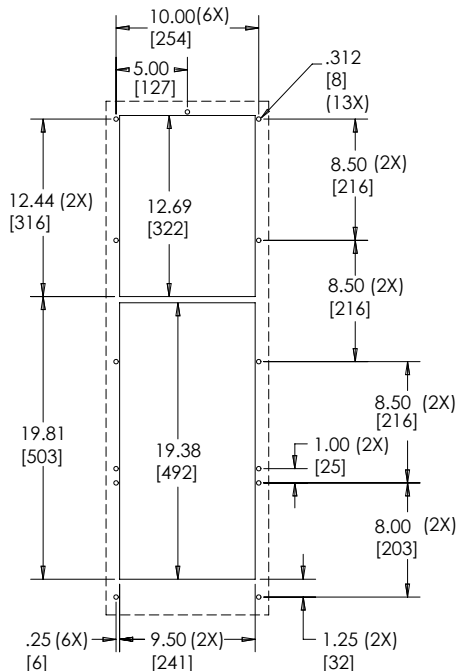 10.00 (6X)
[254]
5.00
[127]
.312
[8]
(13X)
8.50 (2X)
[216]
12.44 (2X)
[316]
12.69
[322]
8.50 (2X)
[216]
8.50 (2X)
[216]
19.81
[503]
19.38
[492]
1.00 (2X)
[25]
8.00 (2X)
[203]
.25 (6X)
[6]
9.50 (2X)
[241]
1.25 (2X)
[32]